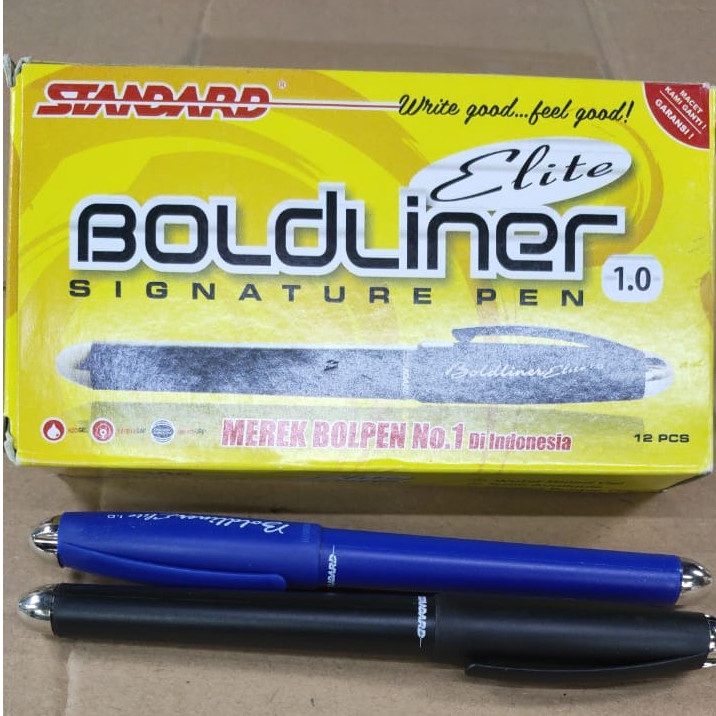 STANDARD®
Write good...feel good!
MACET
KAMI GANTI !
GARANSI !
Elite
BOLDLiner
SIGNATURE PEN
1.0
Boldliner Elite
MEREK BOLPEN No.1 Di Indonesia
12 PCS
Boldliner Elite 1.0
STANDARD
STANDARD